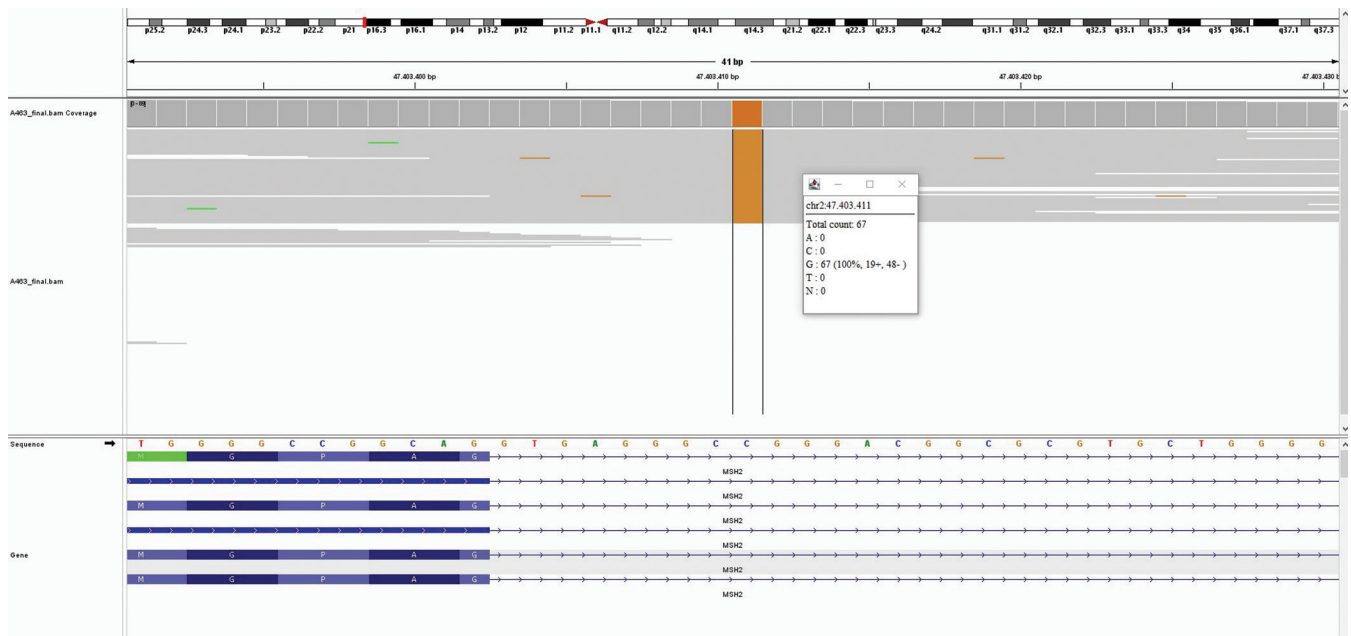 p25.2 p24.3 p24.1 p23.2 p22.2 p21 p16.3 p16.1 p14 p13.2 p12 p11.2 p11.1 q11.2 q12.2 q14.1 q14.3 q21.2 q22.1 q22.3 q23.3 q24.2 q31.1 q31.2 q32.1 q32.3 q33.1 q33.3 q34 q35 q36.1 q37.1 q37.3
41 bp
47.403.400 bp 47.403.410 bp 47.403.420 bp 47.403.430 b
A463_final.bam Coverage
chr2:47.403.411
Total count: 67
A : 0
C : 0
G : 67 (100%, 19+, 48- )
T : 0
N : 0
A463_final.bam
Sequence T G G G G C C G G C A G G T G A G G G C C G G G A C G G C G C G T G C T G G G G
M G P A G
MSH2
MSH2
M G P A G
MSH2
MSH2
Gene
M G P A G
MSH2
M G P A G
MSH2